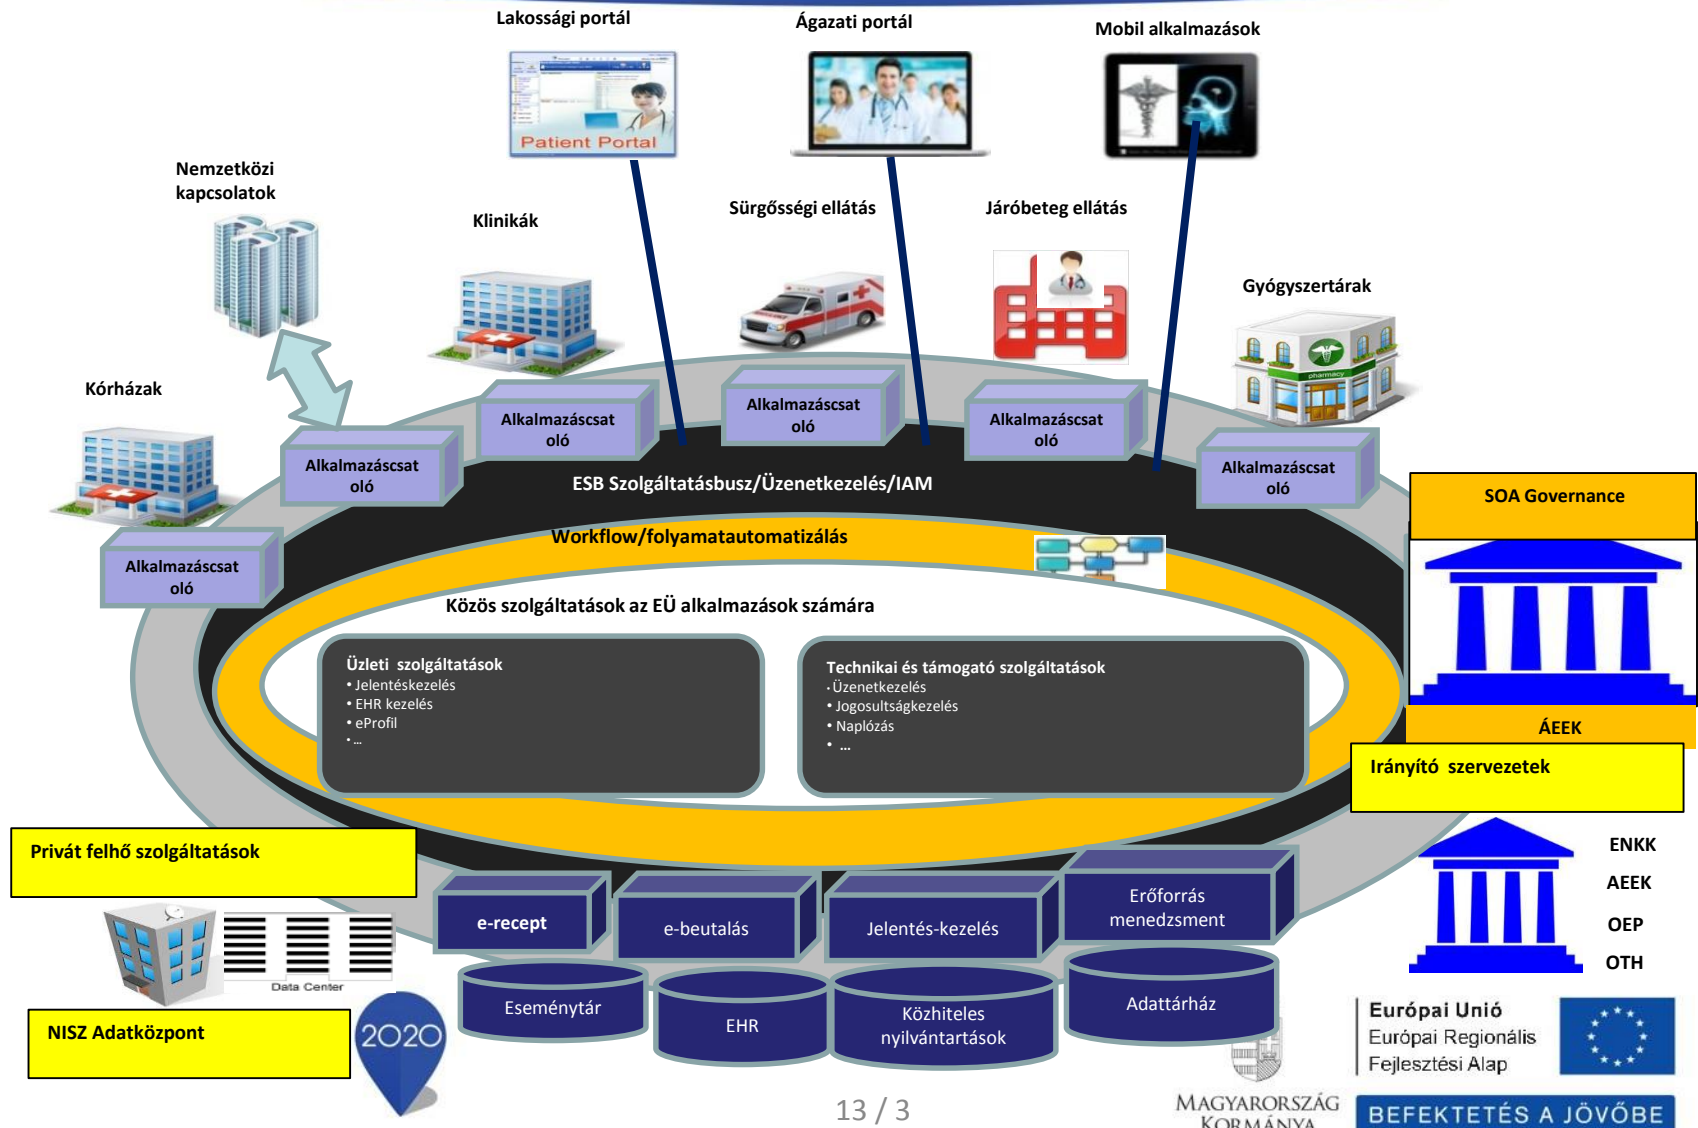 Lakossági portál
Ágazati portál
Mobil alkalmazások
Patient Portal
Nemzetközi
kapcsolatok
Klinikák
Sürgősségi ellátás
Járóbeteg ellátás
Gyógyszertárak
pharmacy
Kórházak
Alkalmazáscsat
oló
Alkalmazáscsat
oló
Alkalmazáscsat
oló
Alkalmazáscsat
oló
Alkalmazáscsat
oló
Alkalmazáscsat
oló
ESB Szolgáltatásbusz/Üzenetkezelés/IAM
SOA Governance
Workflow/folyamatautomatizálás
Közös szolgáltatások az EÜ alkalmazások számára
Üzleti szolgáltatások
• Jelentéskezelés
• EHR kezelés
• eProfil
• ...
Technikai és támogató szolgáltatások
• Üzenetkezelés
• Jogosultságkezelés
• Naplózás
• ...
ÁEEK
Irányító szervezetek
ENKK
AEEK
OEP
OTH
Privát felhő szolgáltatások
Data Center
NISZ Adatközpont
2020
e-recept
e-beutalás
Jelentés-kezelés
Erőforrás
menedzsment
Eseménytár
EHR
Közhiteles
nyilvántartások
Adattárház
13 / 3
MAGYARORSZÁG
KORMÁNYA
Európai Unió
Európai Regionális
Fejlesztési Alap
BEFEKTETÉS A JÖVŐBE